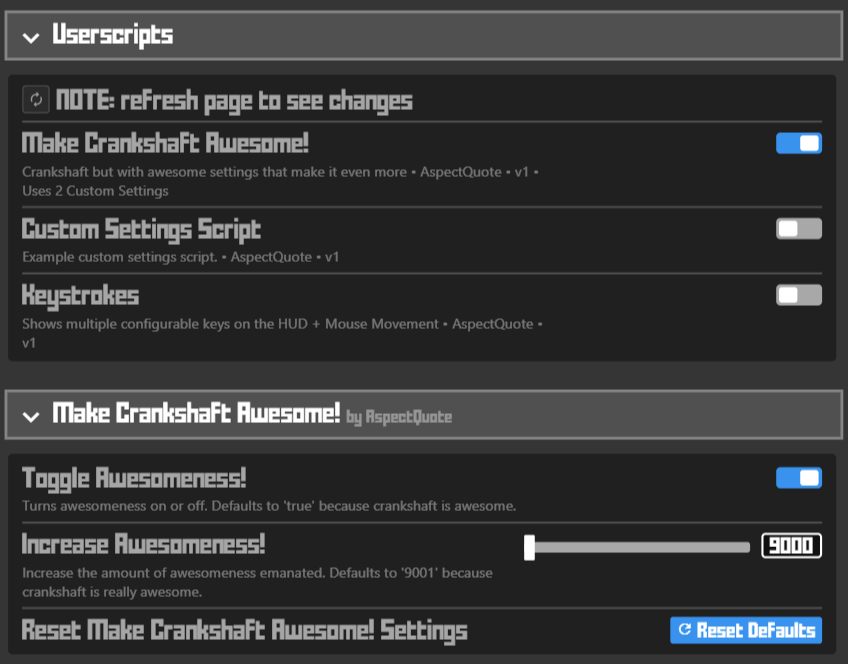 Userscripts
NOTE: refresh page to see changes
Make Crankshaft Awesome!
Crankshaft but with awesome settings that make it even more • AspectQuote • v1 •
Uses 2 Custom Settings
Custom Settings Script
Example custom settings script. • AspectQuote • v1
Keystrokes
Shows multiple configurable keys on the HUD + Mouse Movement • AspectQuote •
v1
Make Crankshaft Awesome! by AspectQuote
Toggle Awesomeness!
Turns awesomeness on or off. Defaults to 'true' because crankshaft is awesome.
Increase Awesomeness! 9000
Increase the amount of awesomeness emanated. Defaults to '9001' because
crankshaft is really awesome.
Reset Make Crankshaft Awesome! Settings Reset Defaults